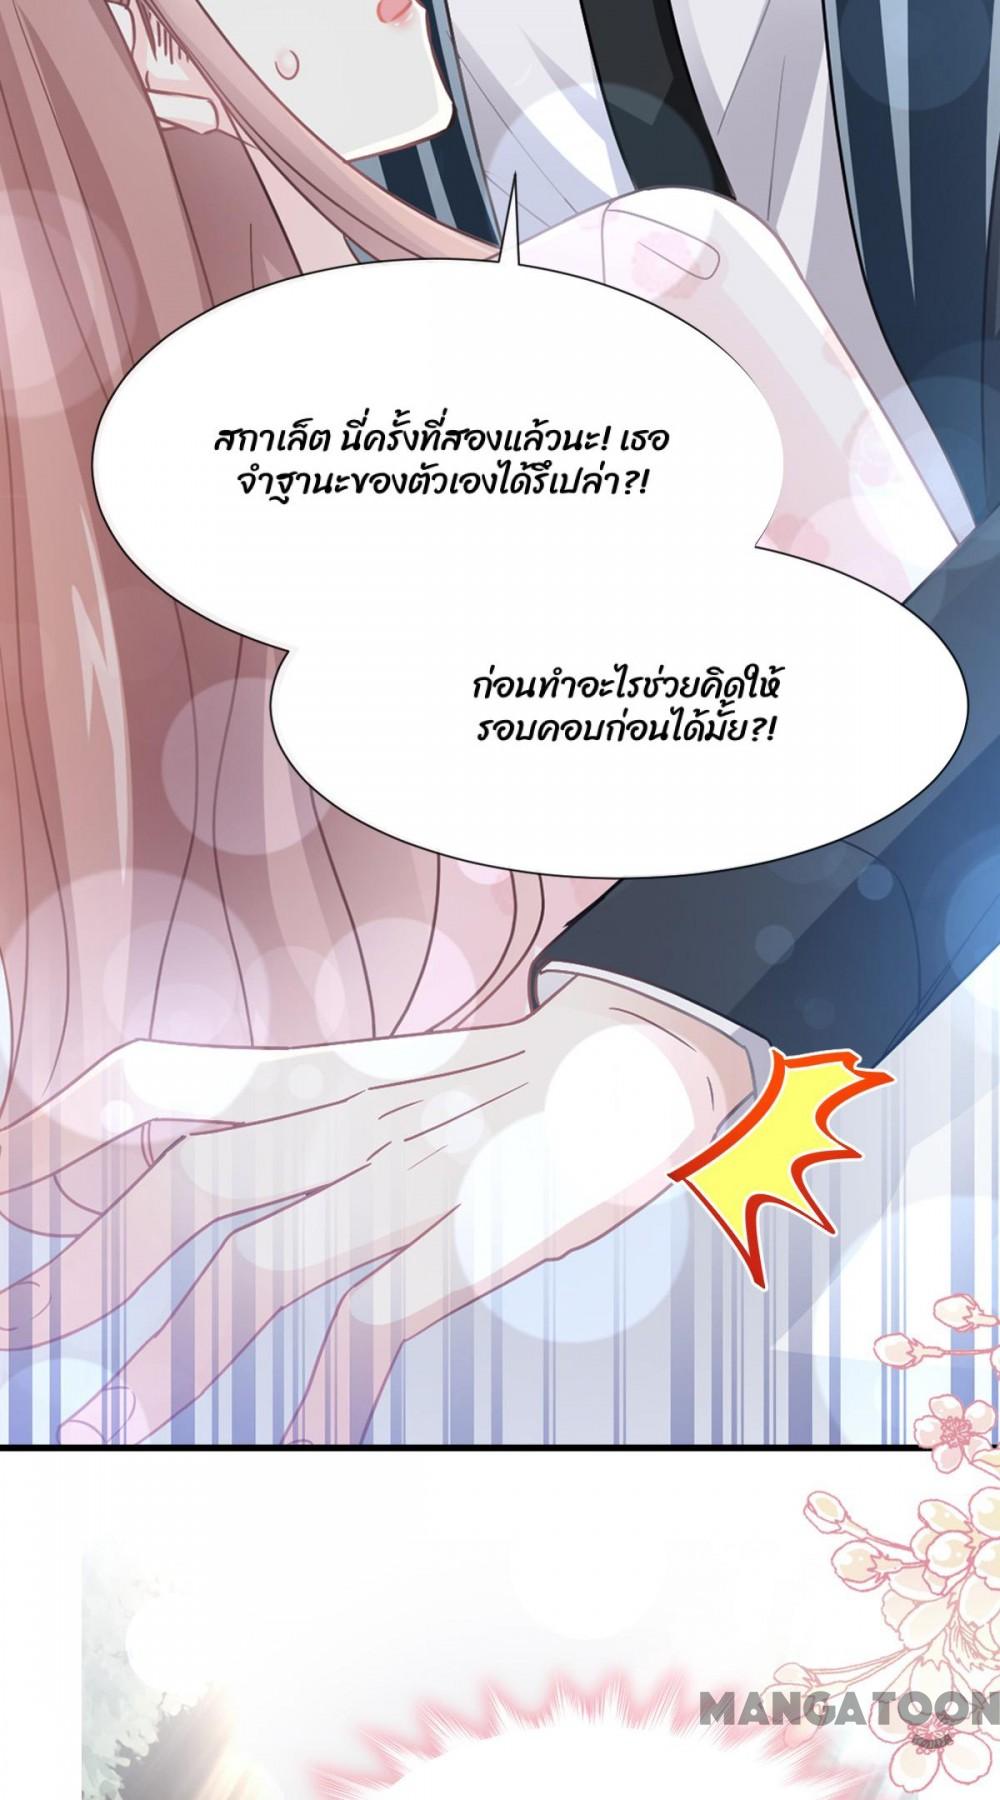 สกาเล็ต นี่ครั้งที่สองแล้วนะ! เธอ
จำฐานะของตัวเองได้รึเปล่า?!
ก่อนทำอะไรช่วยคิดให้
รอบคอบก่อนได้มั้ย?!
MANGATOON